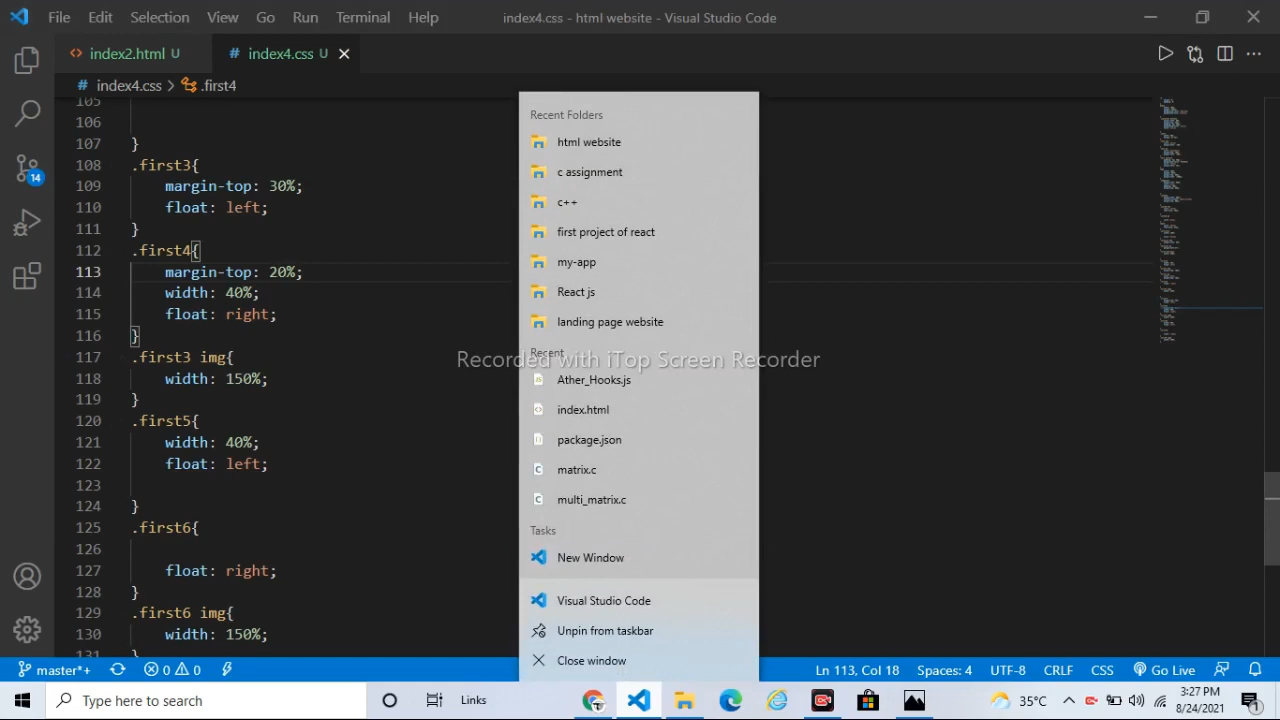 File Edit Selection View Go Run Terminal Help index4.css - html website - Visual Studio Code
index2.html U # index4.css U
# index4.css > .first4
105
106
107 }
108 .first3{
109 margin-top: 30%;
110 float: left;
111 }
112 .first4{
113 margin-top: 20%;
114 width: 40%;
115 float: right;
116 }
117 .first3 img{
118 width: 150%;
119 }
120 .first5{
121 width: 40%;
122 float: left;
123
124 }
125 .first6{
126
127 float: right;
128 }
129 .first6 img{
130 width: 150%;
131 }
Recent Folders
html website
c assignment
c++
first project of react
my-app
React js
landing page website
Recent
Recorded with iTop Screen Recorder
Ather_Hooks.js
index.html
package.json
matrix.c
multi_matrix.c
Tasks
New Window
Visual Studio Code
Unpin from taskbar
Close window
14
master*+ 0 0 Ln 113, Col 18 Spaces: 4 UTF-8 CRLF CSS Go Live
Type here to search Links 35°C 3:27 PM
8/24/2021
1